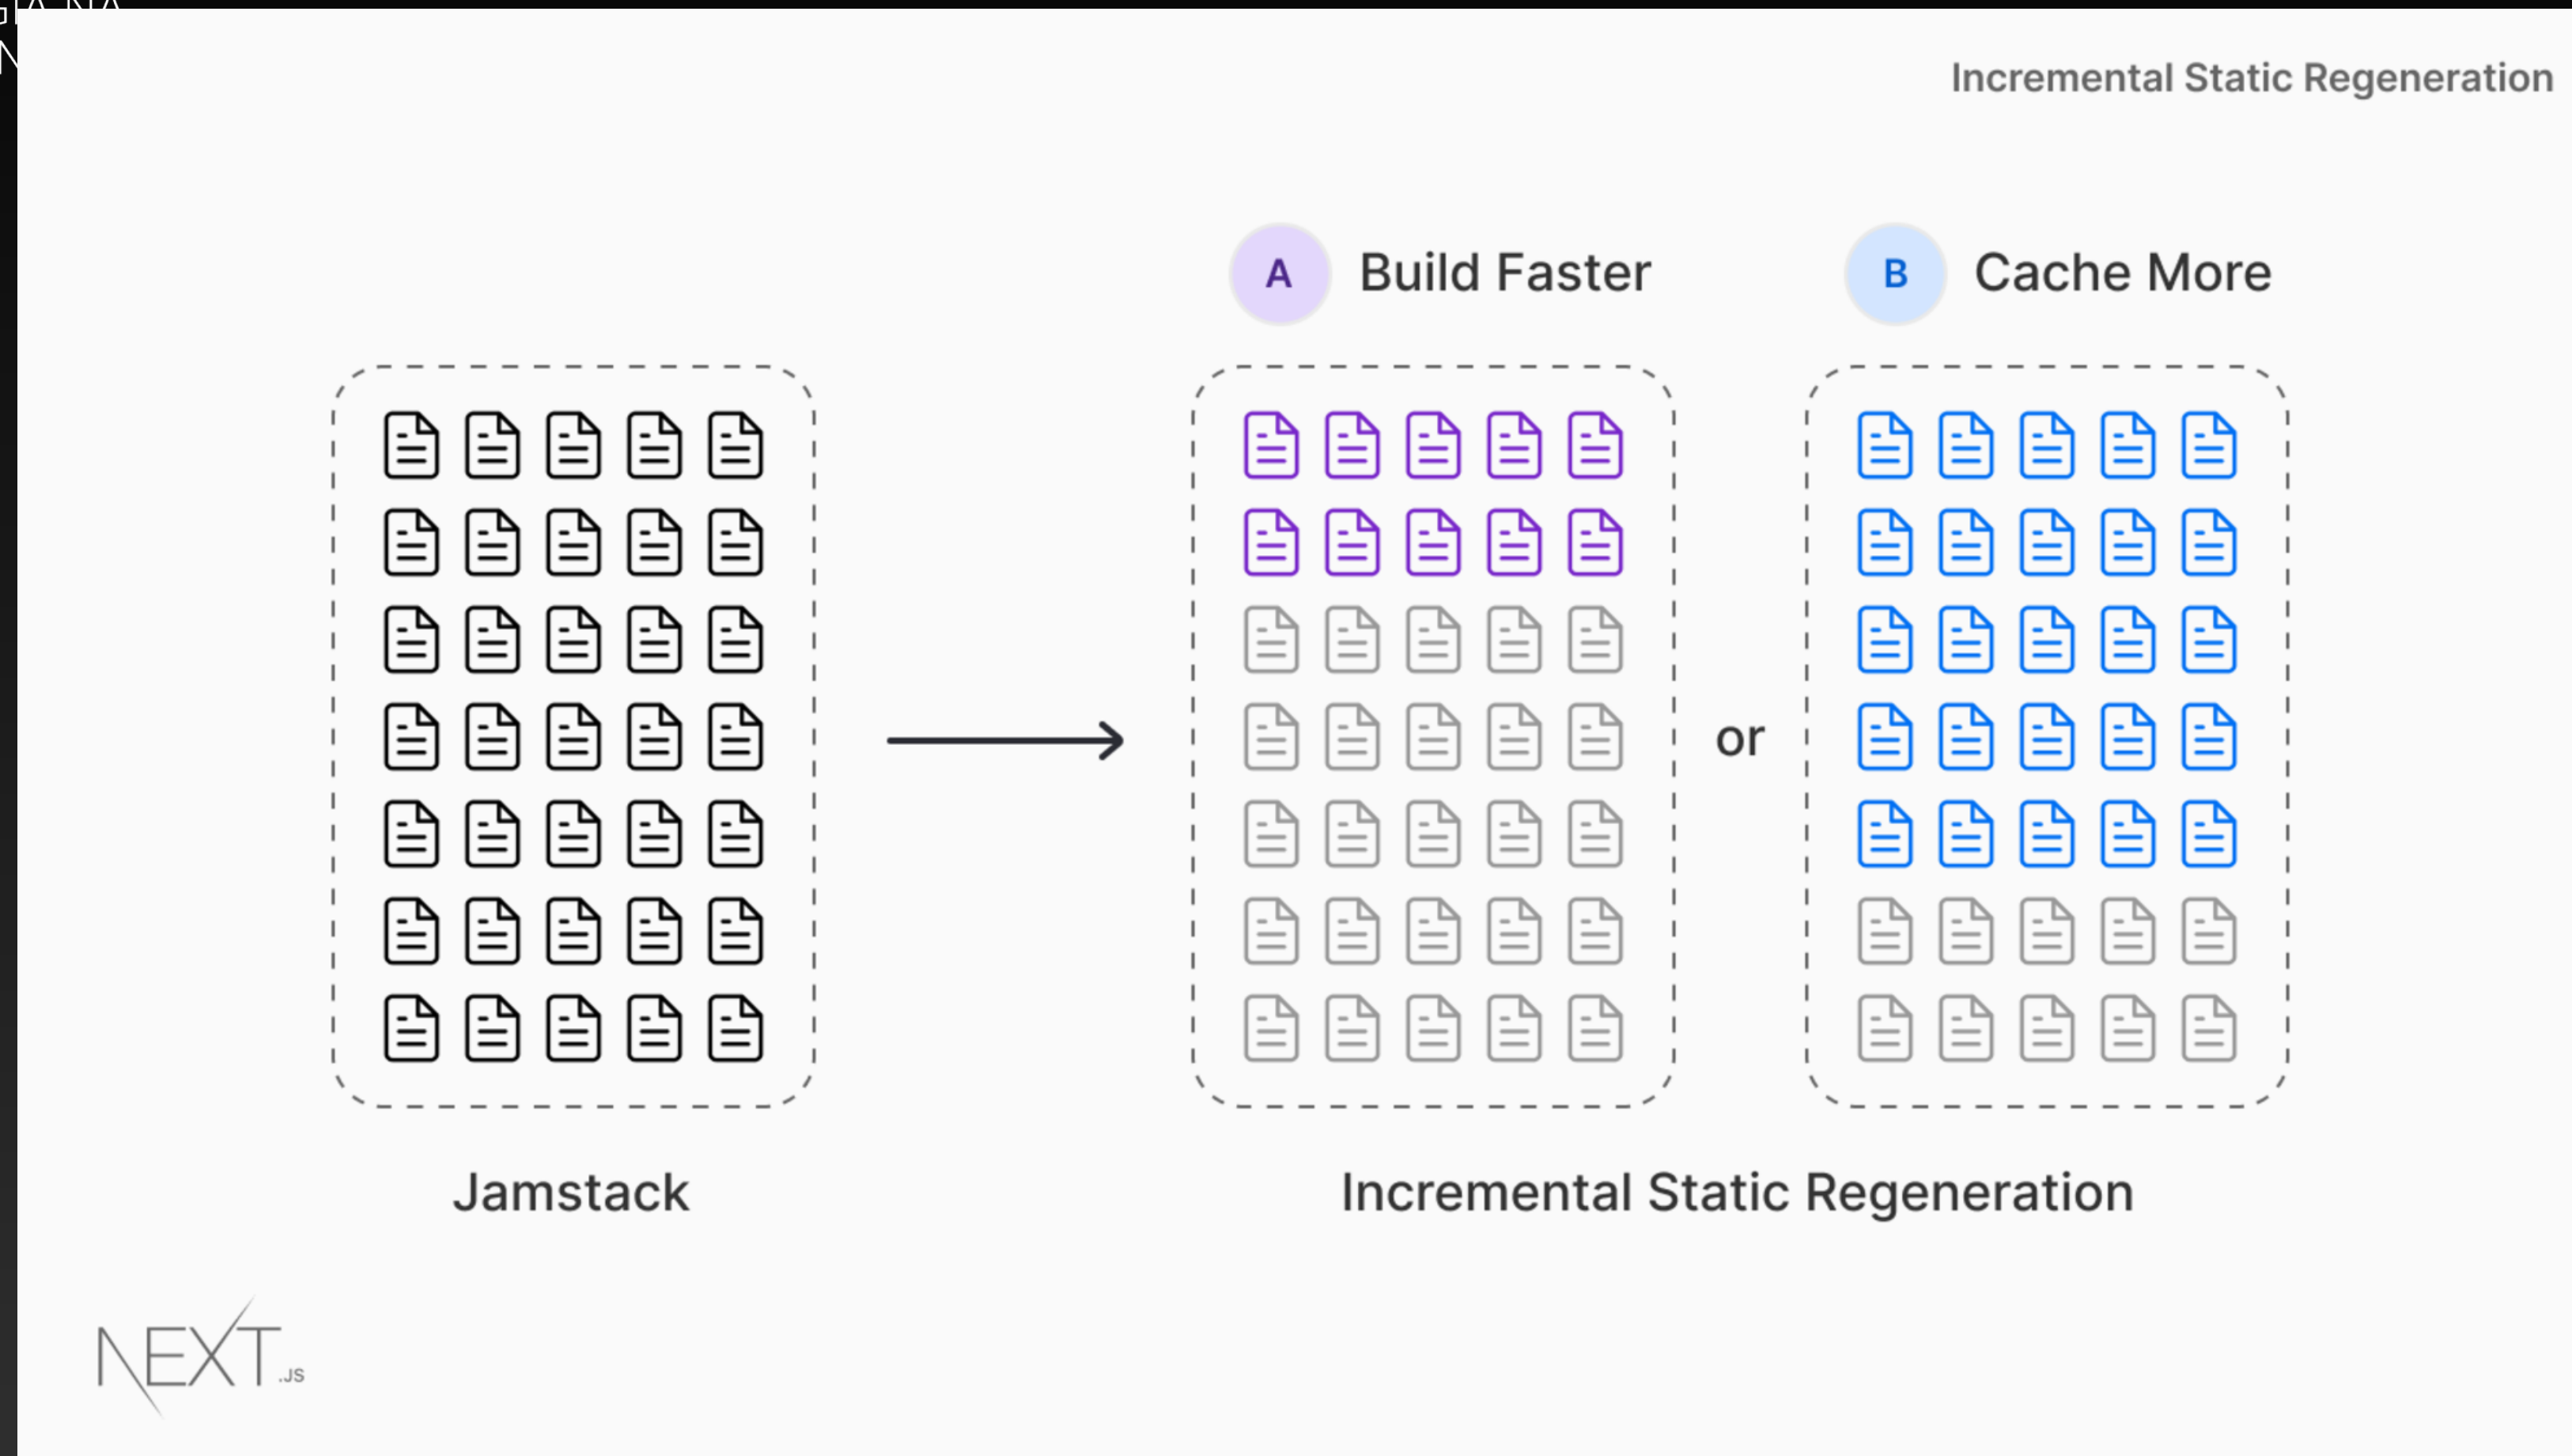 Incremental Static Regeneration
A Build Faster
B Cache More
or
Jamstack
Incremental Static Regeneration
NEXT.JS